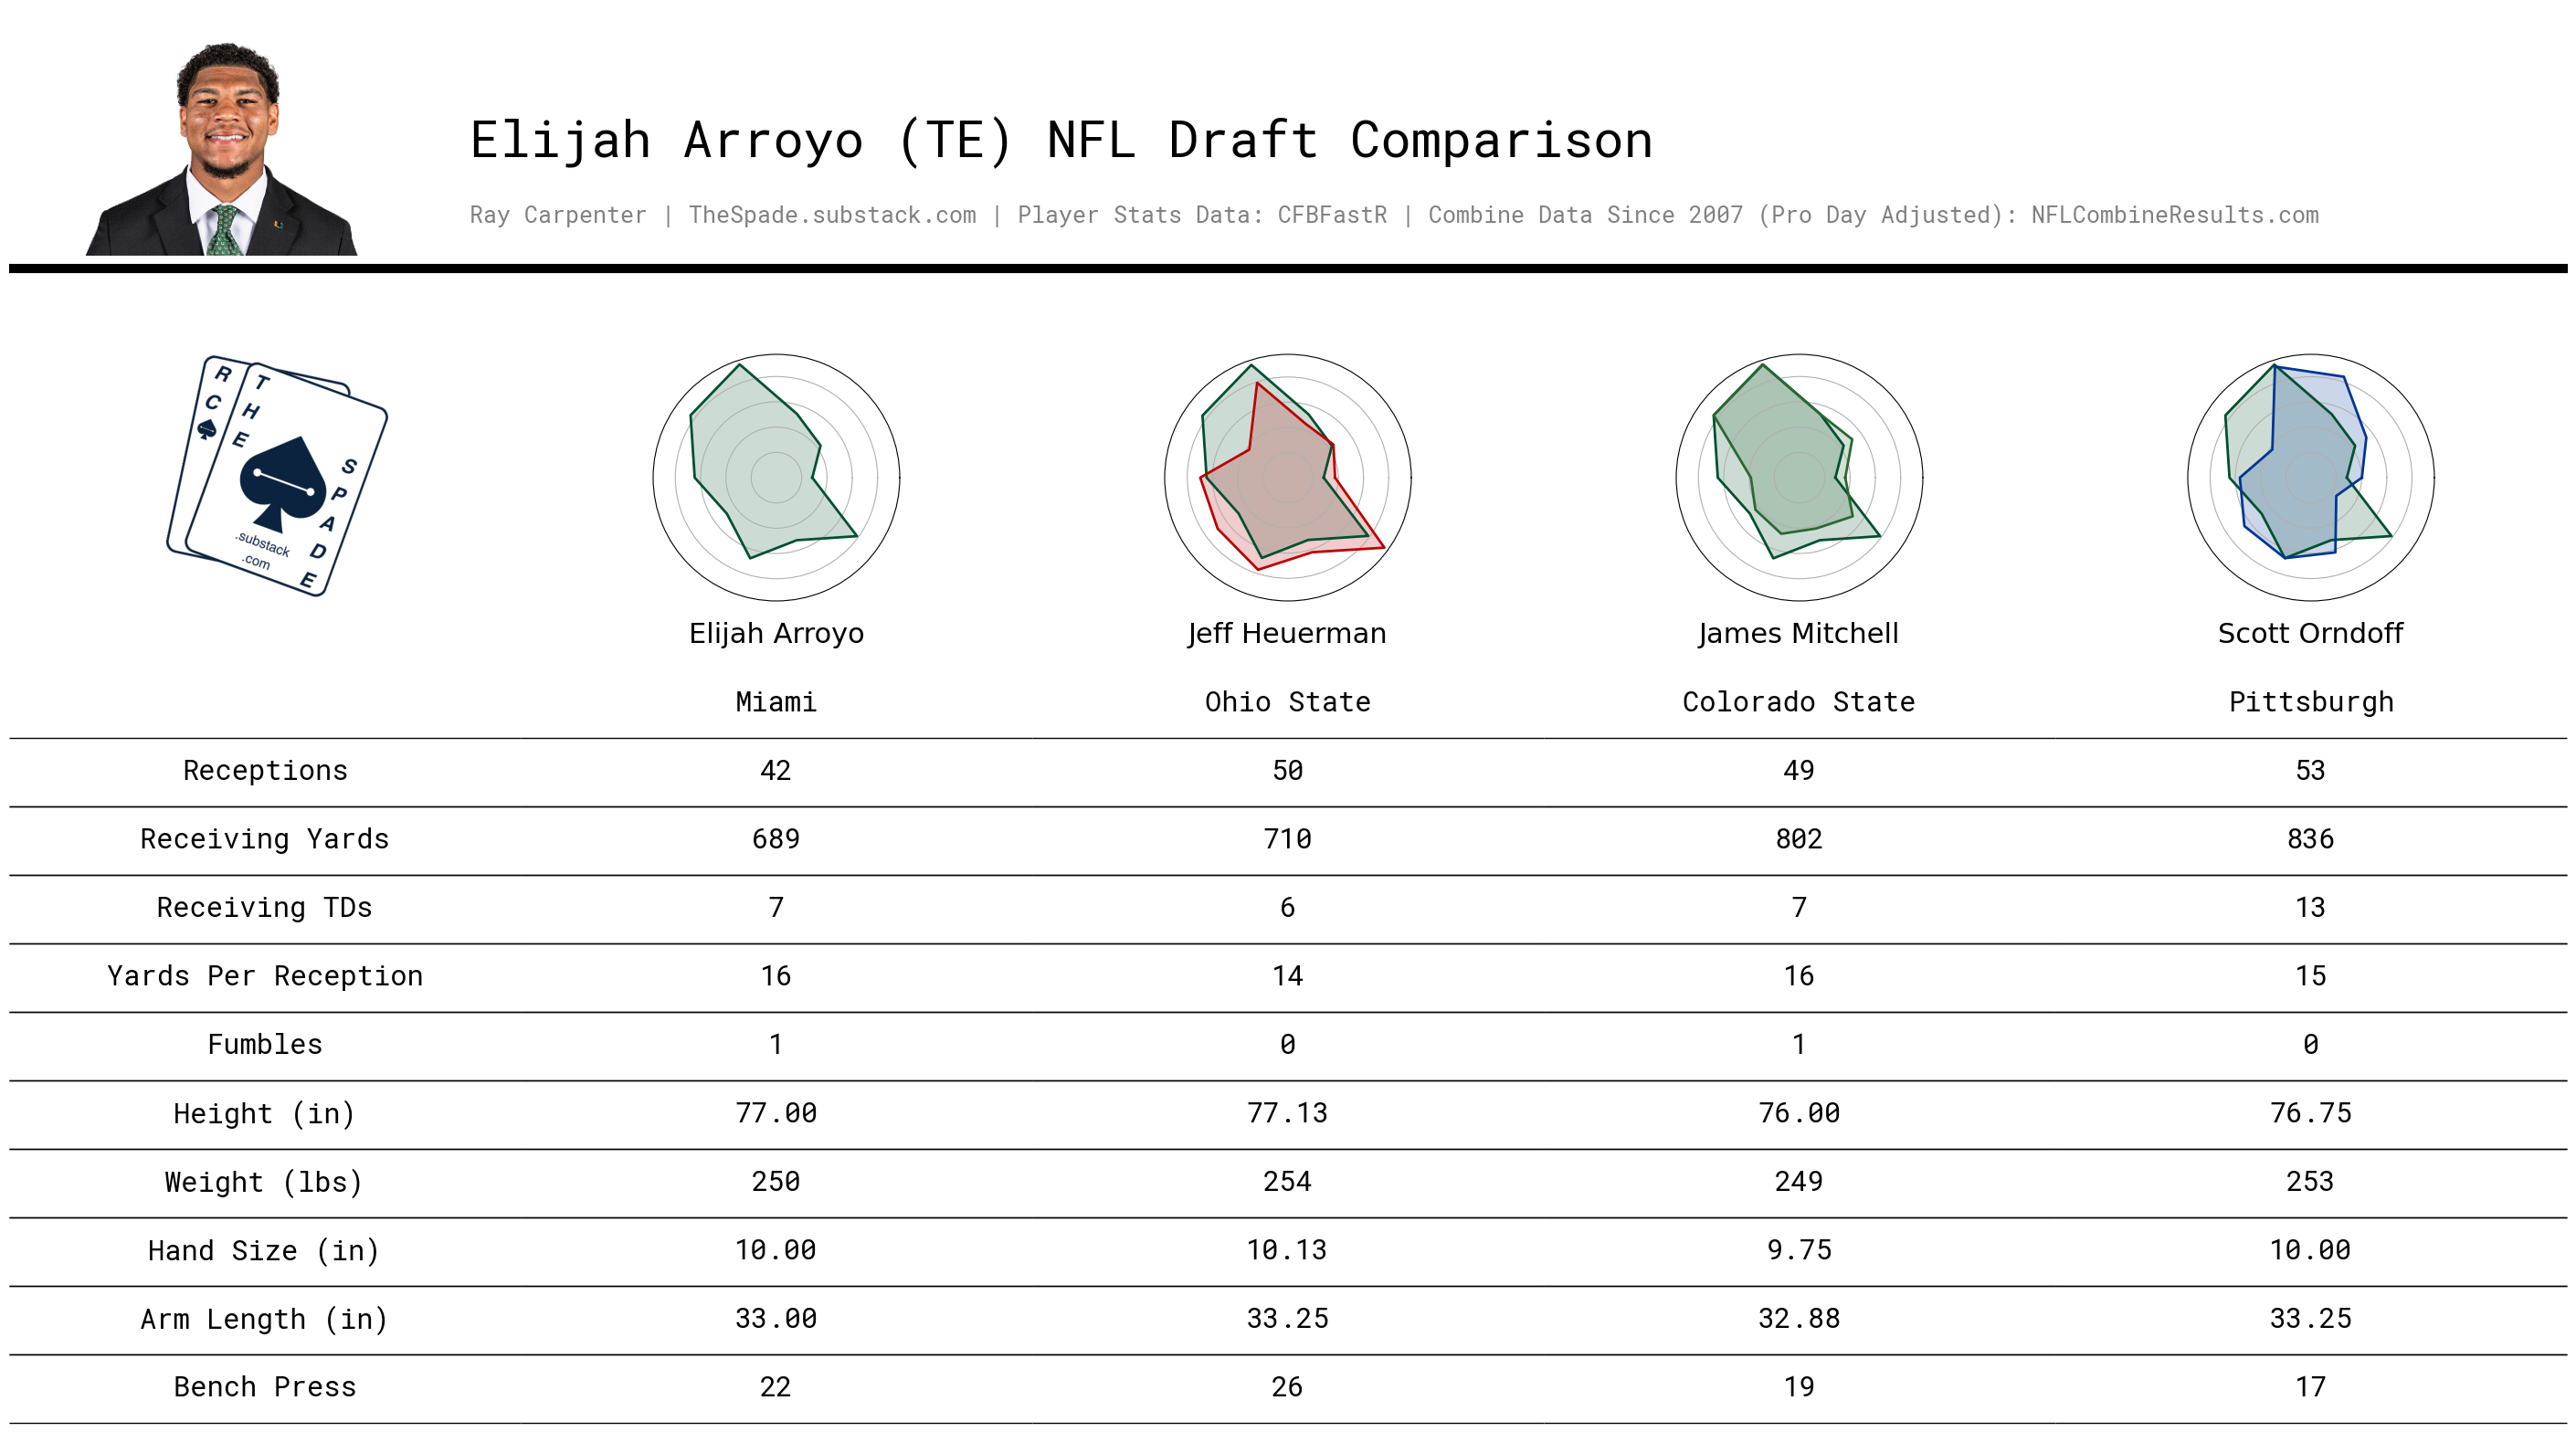 Elijah Arroyo (TE) NFL Draft Comparison
Ray Carpenter | TheSpade.substack.com | Player Stats Data: CFBFastR | Combine Data Since 2007 (Pro Day Adjusted): NFLCombineResults.com
RC
THE
SPADE
.substack
.com
Elijah Arroyo Jeff Heuerman James Mitchell Scott Orndoff
Miami Ohio State Colorado State Pittsburgh
Receptions 42 50 49 53
Receiving Yards 689 710 802 836
Receiving TDs 7 6 7 13
Yards Per Reception 16 14 16 15
Fumbles 1 0 1 0
Height (in) 77.00 77.13 76.00 76.75
Weight (lbs) 250 254 249 253
Hand Size (in) 10.00 10.13 9.75 10.00
Arm Length (in) 33.00 33.25 32.88 33.25
Bench Press 22 26 19 17